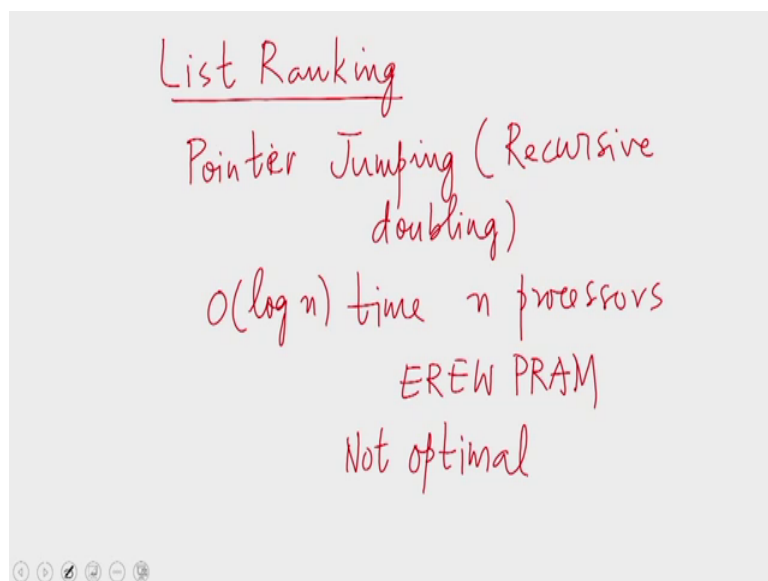 List Ranking
Pointer Jumping (Recursive
doubling)
O(log n) time n processors
EREW PRAM
Not optimal